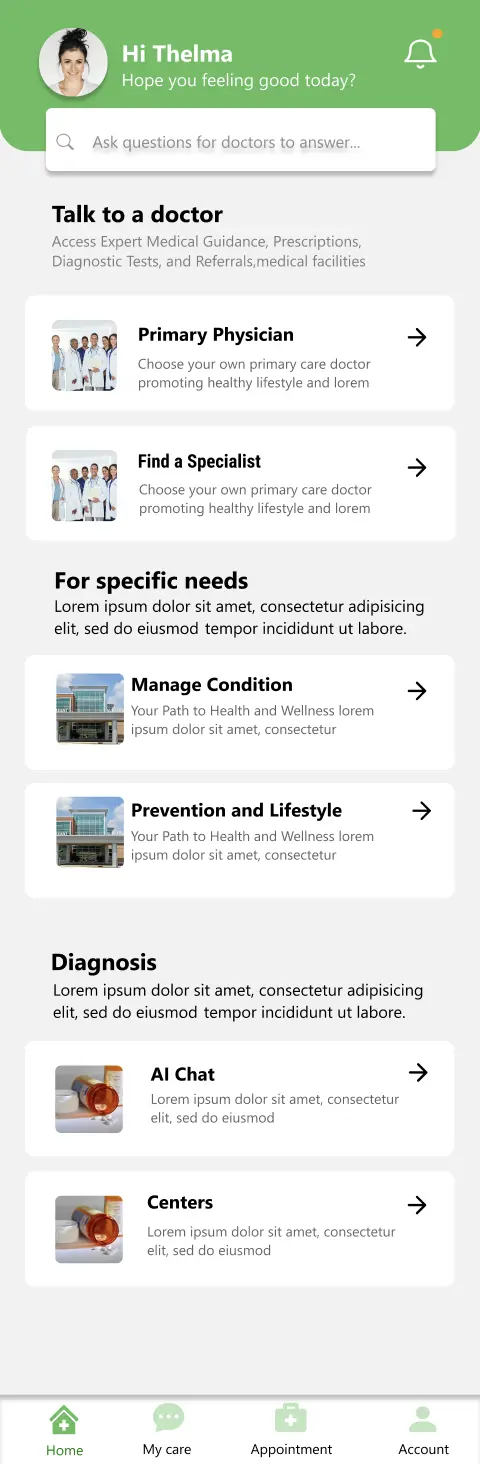 Hi Thelma
Hope you feeling good today?
Ask questions for doctors to answer...
Talk to a doctor
Access Expert Medical Guidance, Prescriptions,
Diagnostic Tests, and Referrals,medical facilities
Primary Physician
Choose your own primary care doctor
promoting healthy lifestyle and lorem
Find a Specialist
Choose your own primary care doctor
promoting healthy lifestyle and lorem
For specific needs
Lorem ipsum dolor sit amet, consectetur adipisicing
elit, sed do eiusmod tempor incididunt ut labore.
Manage Condition
Your Path to Health and Wellness lorem
ipsum dolor sit amet, consectetur
Prevention and Lifestyle
Your Path to Health and Wellness lorem
ipsum dolor sit amet, consectetur
Diagnosis
Lorem ipsum dolor sit amet, consectetur adipisicing
elit, sed do eiusmod tempor incididunt ut labore.
AI Chat
Lorem ipsum dolor sit amet, consectetur
elit, sed do eiusmod
Centers
Lorem ipsum dolor sit amet, consectetur
elit, sed do eiusmod
Home
My care
Appointment
Account